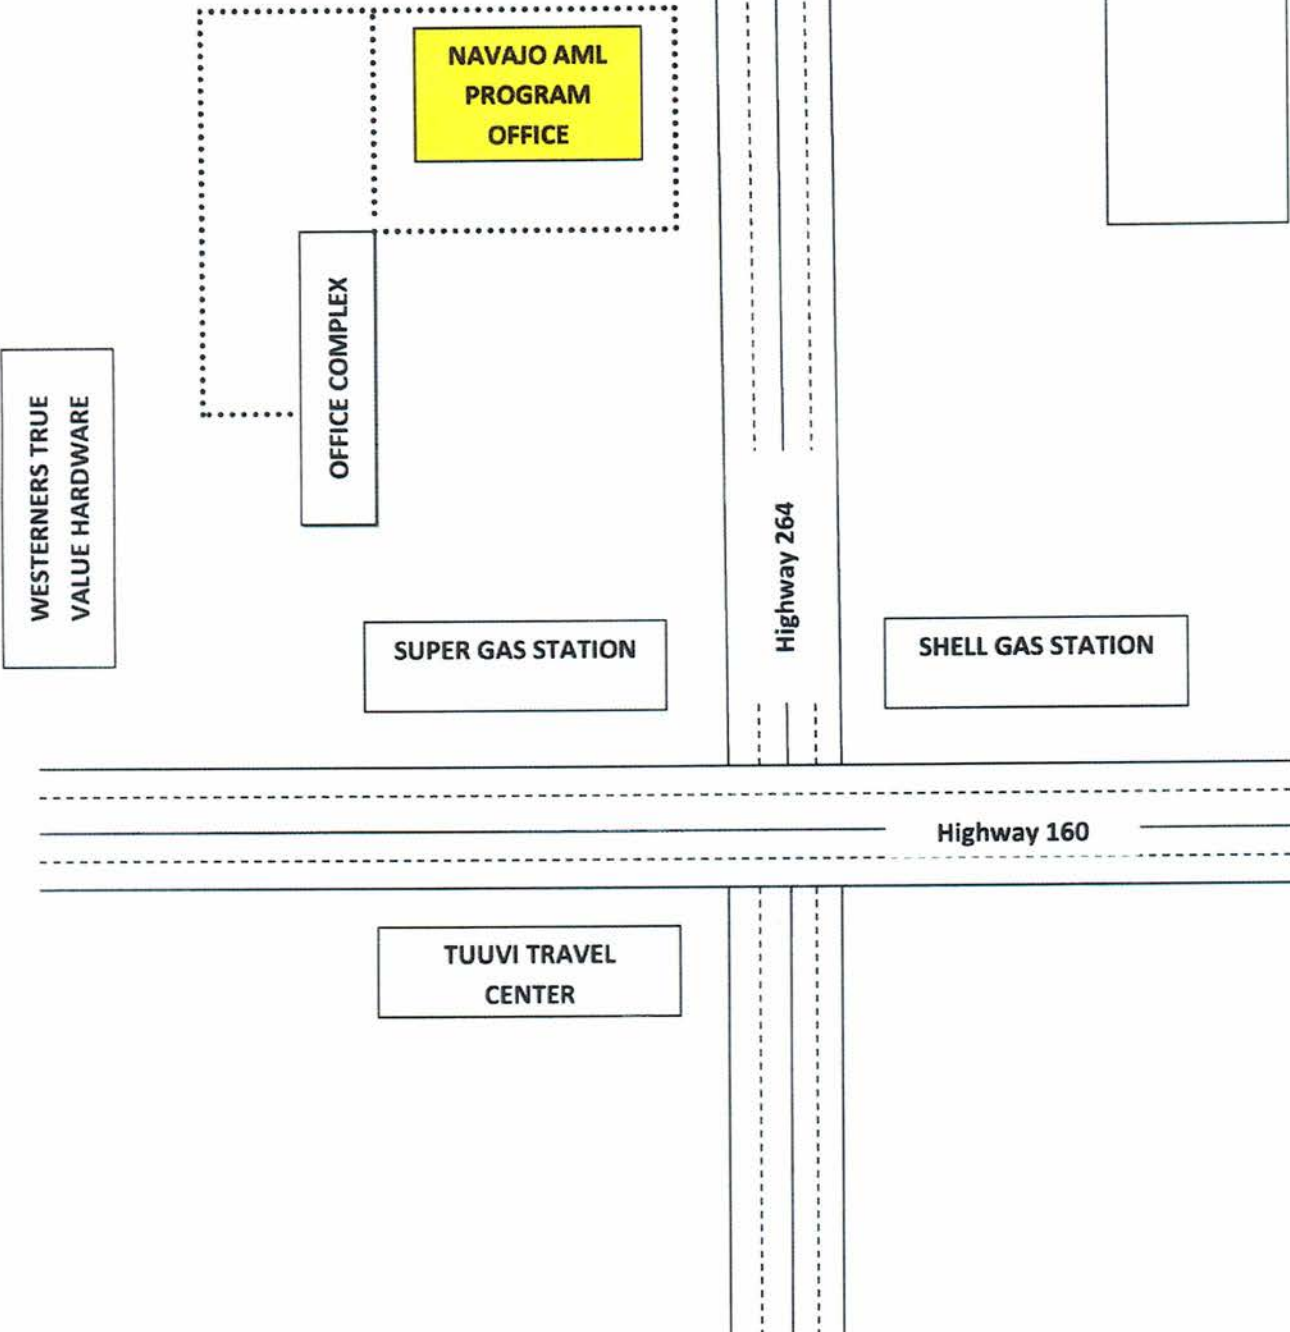 NAVAJO AML
PROGRAM
OFFICE
OFFICE COMPLEX
WESTERNERS TRUE
VALUE HARDWARE
Highway 264
SUPER GAS STATION
SHELL GAS STATION
Highway 160
TUUVI TRAVEL
CENTER